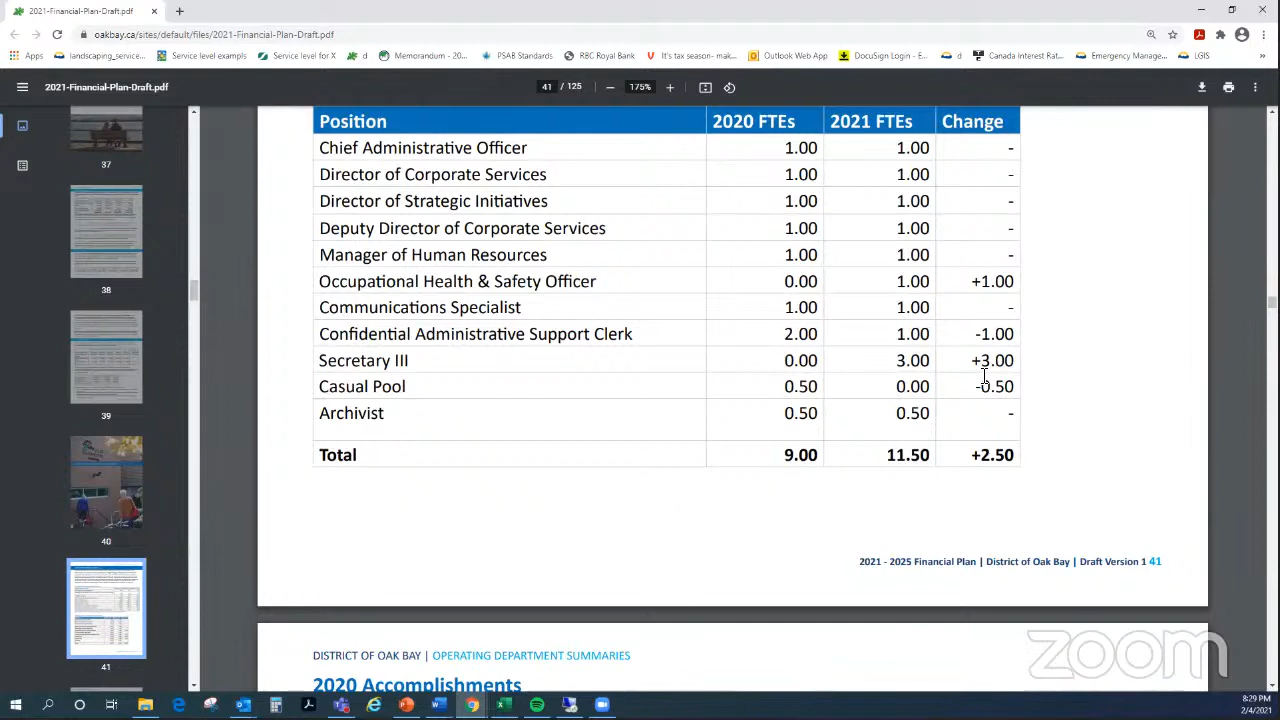 2021-Financial-Plan-Draft.pdf
oakbay.ca/sites/default/files/2021-Financial-Plan-Draft.pdf
Apps landscaping_service... Service level examples Service level for X d Memorandum - 20... PSAB Standards RBC Royal Bank It's tax season- mak... Outlook Web App DocuSign Login - E... d Canada Interest Rat... Emergency Manage... LGIS
2021-Financial-Plan-Draft.pdf 41 / 125 175%
Position 2020 FTEs 2021 FTEs Change
Chief Administrative Officer 1.00 1.00 -
Director of Corporate Services 1.00 1.00 -
Director of Strategic Initiatives 1.00 1.00 -
Deputy Director of Corporate Services 1.00 1.00 -
Manager of Human Resources 1.00 1.00 -
Occupational Health & Safety Officer 0.00 1.00 +1.00
Communications Specialist 1.00 1.00 -
Confidential Administrative Support Clerk 2.00 1.00 -1.00
Secretary III 0.00 3.00 +3.00
Casual Pool 0.50 0.00 -0.50
Archivist 0.50 0.50 -
Total 9.00 11.50 +2.50
2021 - 2025 Financial Plan | District of Oak Bay | Draft Version 1 41
DISTRICT OF OAK BAY | OPERATING DEPARTMENT SUMMARIES
2020 Accomplishments
37
38
39
40
41
zoom
8:29 PM
2/4/2021